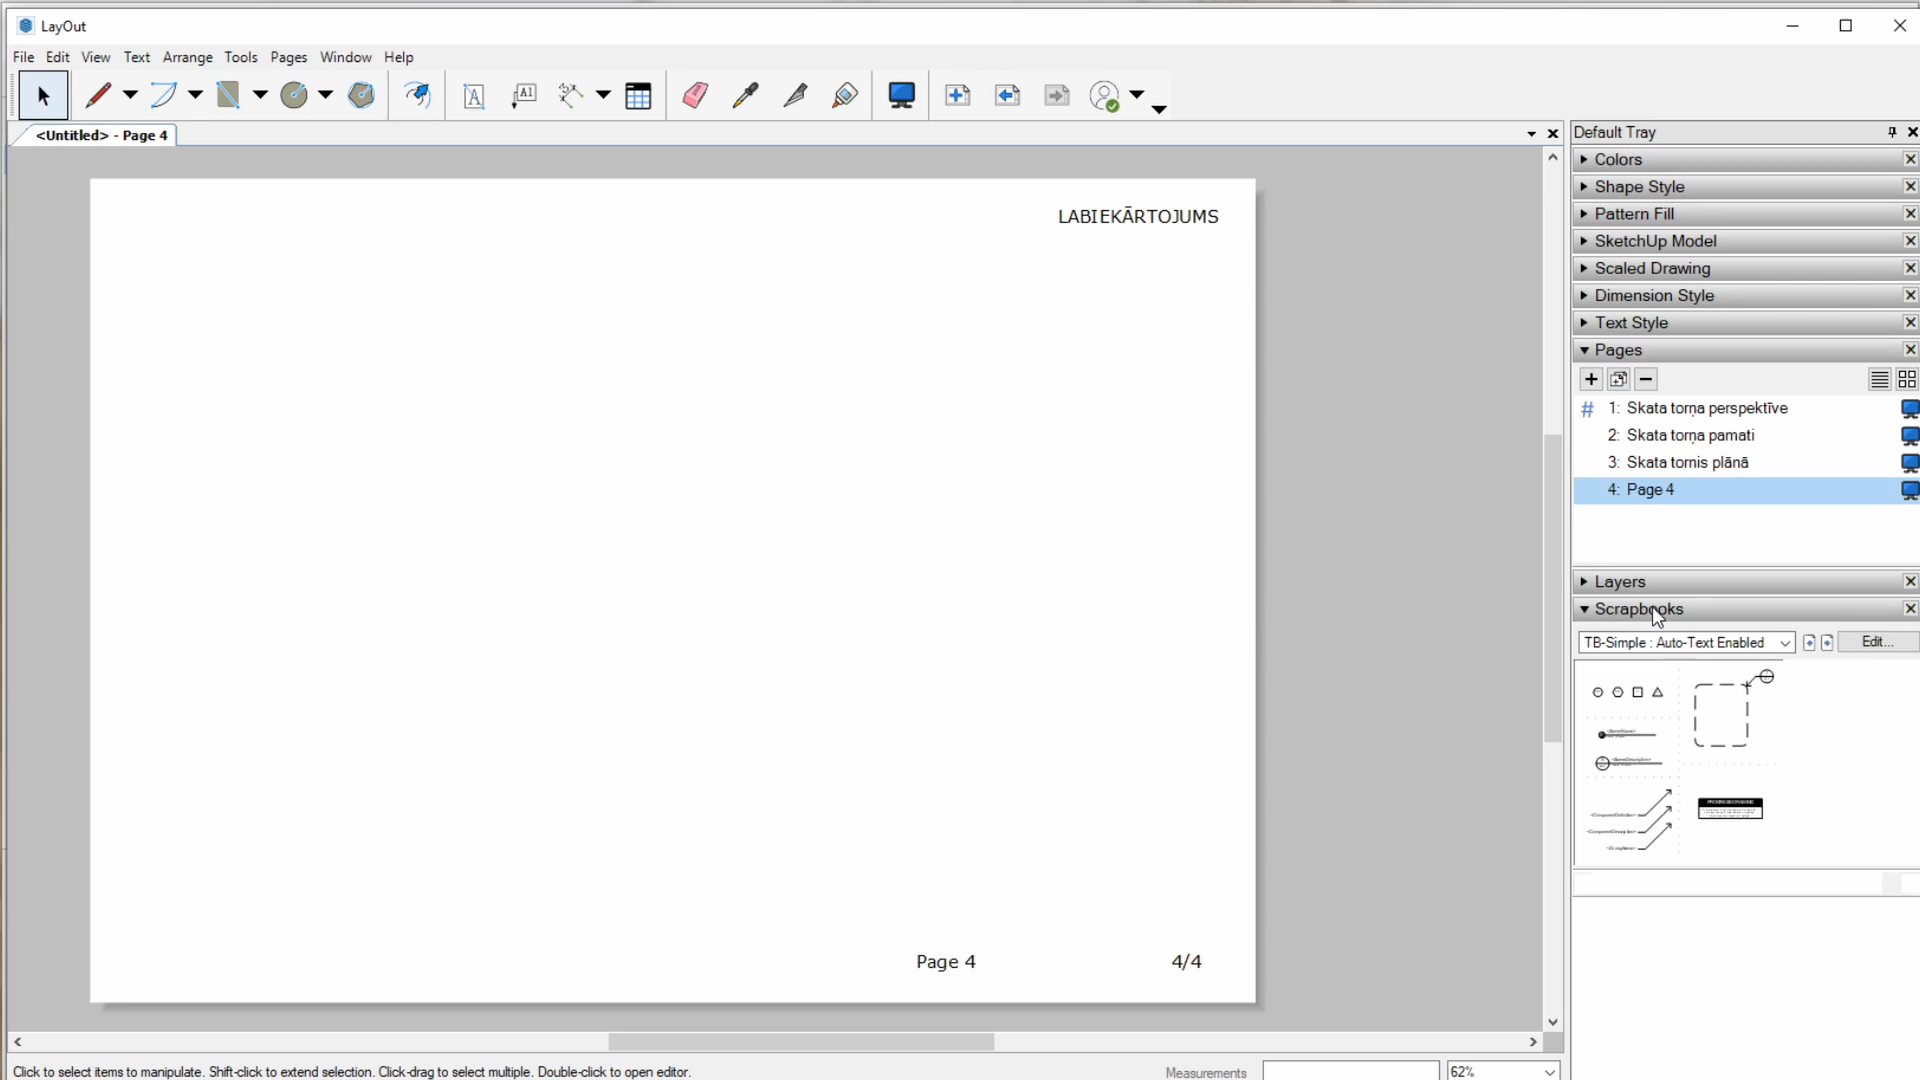 LayOut
File Edit View Text Arrange Tools Pages Window Help
<Untitled> - Page 4
Default Tray
Colors
Shape Style
Pattern Fill
SketchUp Model
Scaled Drawing
Dimension Style
Text Style
Pages
# 1: Skata torņa perspektīve
2: Skata torņa pamati
3: Skata tornis plānā
4: Page 4
Layers
Scrapbooks
TB-Simple : Auto-Text Enabled Edit...
LABIEKĀRTOJUMS
Page 4 4/4
Click to select items to manipulate. Shift-click to extend selection. Click-drag to select multiple. Double-click to open editor.
Measurements 62%